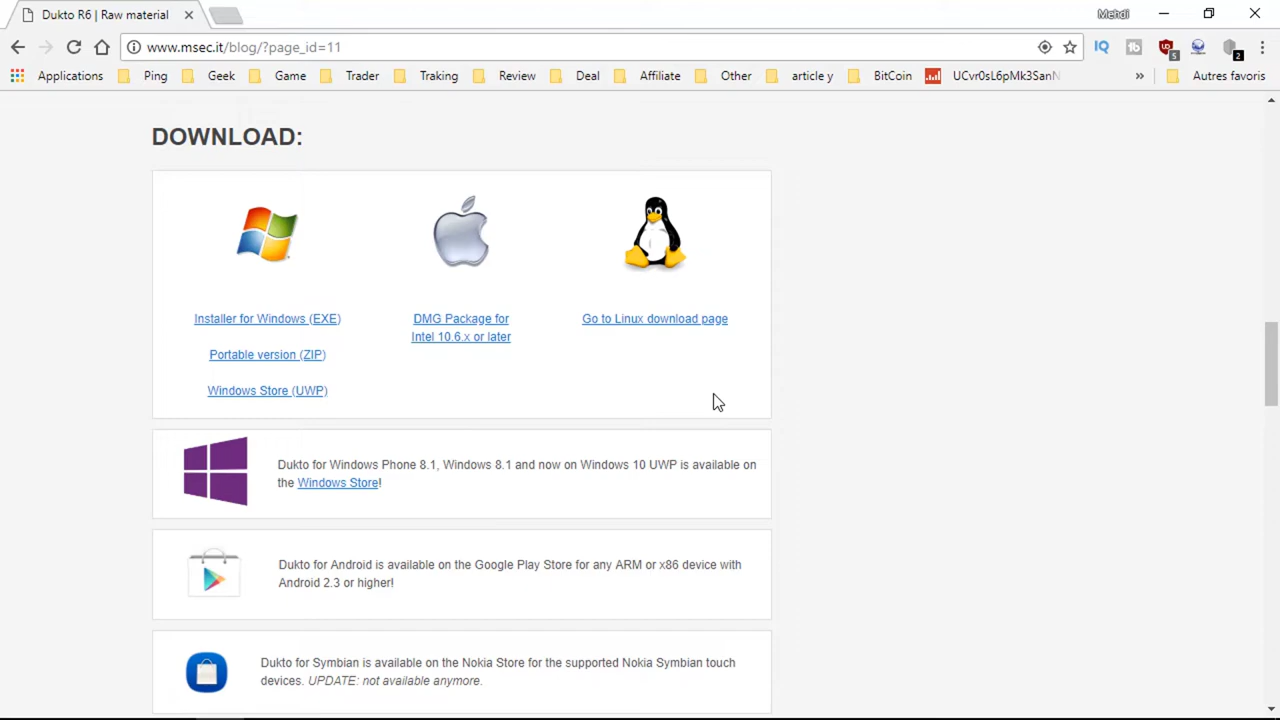 Dukto R6 | Raw material
Mehdi
www.msec.it/blog/?page_id=11
Applications Ping Geek Game Trader Traking Review Deal Affiliate Other article y BitCoin UCvr0sL6pMk3SanN » Autres favoris
DOWNLOAD:
Installer for Windows (EXE)
Portable version (ZIP)
Windows Store (UWP)
DMG Package for
Intel 10.6.x or later
Go to Linux download page
Dukto for Windows Phone 8.1, Windows 8.1 and now on Windows 10 UWP is available on
the Windows Store!
Dukto for Android is available on the Google Play Store for any ARM or x86 device with
Android 2.3 or higher!
Dukto for Symbian is available on the Nokia Store for the supported Nokia Symbian touch
devices. UPDATE: not available anymore.